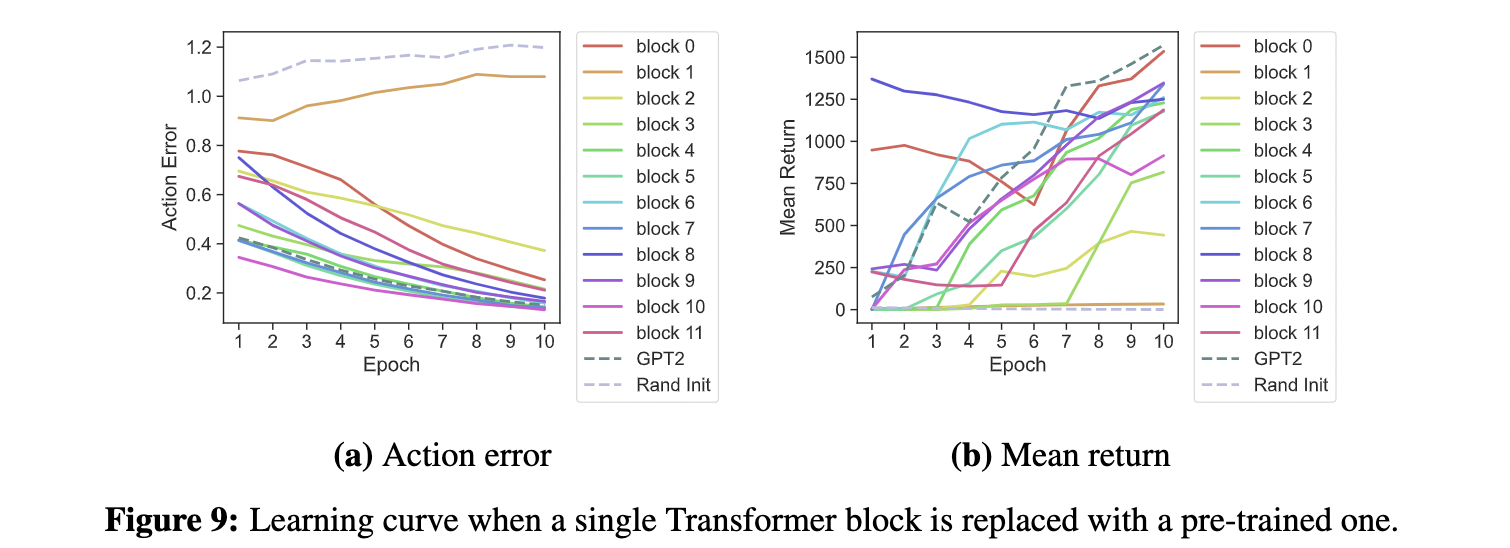 1.2
1.0
0.8
0.6
0.4
0.2
Action Error
1 2 3 4 5 6 7 8 9 10
Epoch
block 0
block 1
block 2
block 3
block 4
block 5
block 6
block 7
block 8
block 9
block 10
block 11
GPT2
Rand Init
(a) Action error
1500
1250
1000
750
500
250
0
Mean Return
1 2 3 4 5 6 7 8 9 10
Epoch
block 0
block 1
block 2
block 3
block 4
block 5
block 6
block 7
block 8
block 9
block 10
block 11
GPT2
Rand Init
(b) Mean return
Figure 9: Learning curve when a single Transformer block is replaced with a pre-trained one.